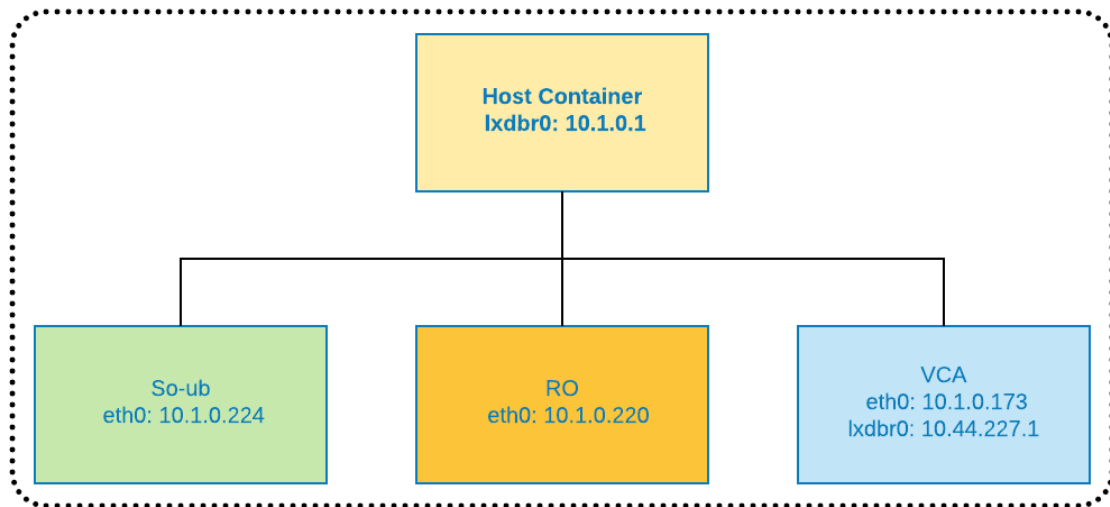 Host Container
lxdbr0: 10.1.0.1
So-ub
eth0: 10.1.0.224
RO
eth0: 10.1.0.220
VCA
eth0: 10.1.0.173
lxdbr0: 10.44.227.1